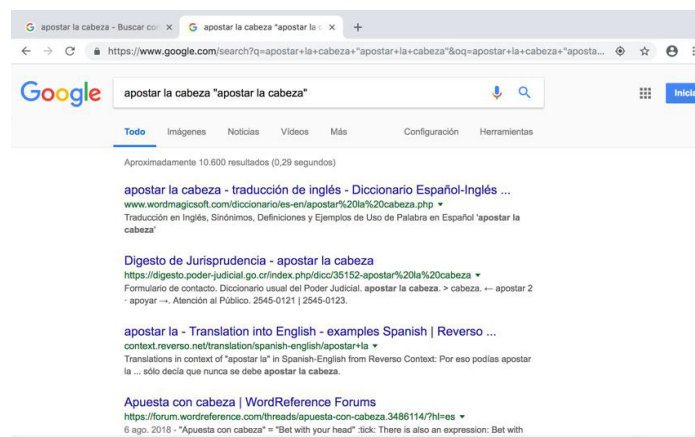 apostar la cabeza - Buscar con
apostar la cabeza "apostar la c
https://www.google.com/search?q=apostar+la+cabeza+"apostar+la+cabeza"&oq=apostar+la+cabeza+"aposta...
Google
apostar la cabeza "apostar la cabeza"
Inicia
Todo Imágenes Noticias Vídeos Más Configuración Herramientas
Aproximadamente 10.600 resultados (0,29 segundos)
apostar la cabeza - traducción de inglés - Diccionario Español-Inglés ...
www.wordmagicsoft.com/diccionario/es-en/apostar%20la%20cabeza.php
Traducción en Inglés, Sinónimos, Definiciones y Ejemplos de Uso de Palabra en Español 'apostar la
cabeza'
Digesto de Jurisprudencia - apostar la cabeza
https://digesto.poder-judicial.go.cr/index.php/dicc/35152-apostar%20la%20cabeza
Formulario de contacto. Diccionario usual del Poder Judicial. apostar la cabeza. > cabeza. ← apostar 2
· apoyar →. Atención al Público. 2545-0121 | 2545-0123.
apostar la - Translation into English - examples Spanish | Reverso ...
context.reverso.net/translation/spanish-english/apostar+la
Translations in context of "apostar la" in Spanish-English from Reverso Context: Por eso podías apostar
la ... sólo decía que nunca se debe apostar la cabeza.
Apuesta con cabeza | WordReference Forums
https://forum.wordreference.com/threads/apuesta-con-cabeza.3486114/?hl=es
6 ago. 2018 - "Apuesta con cabeza" = "Bet with your head" :tick: There is also an expression: Bet with